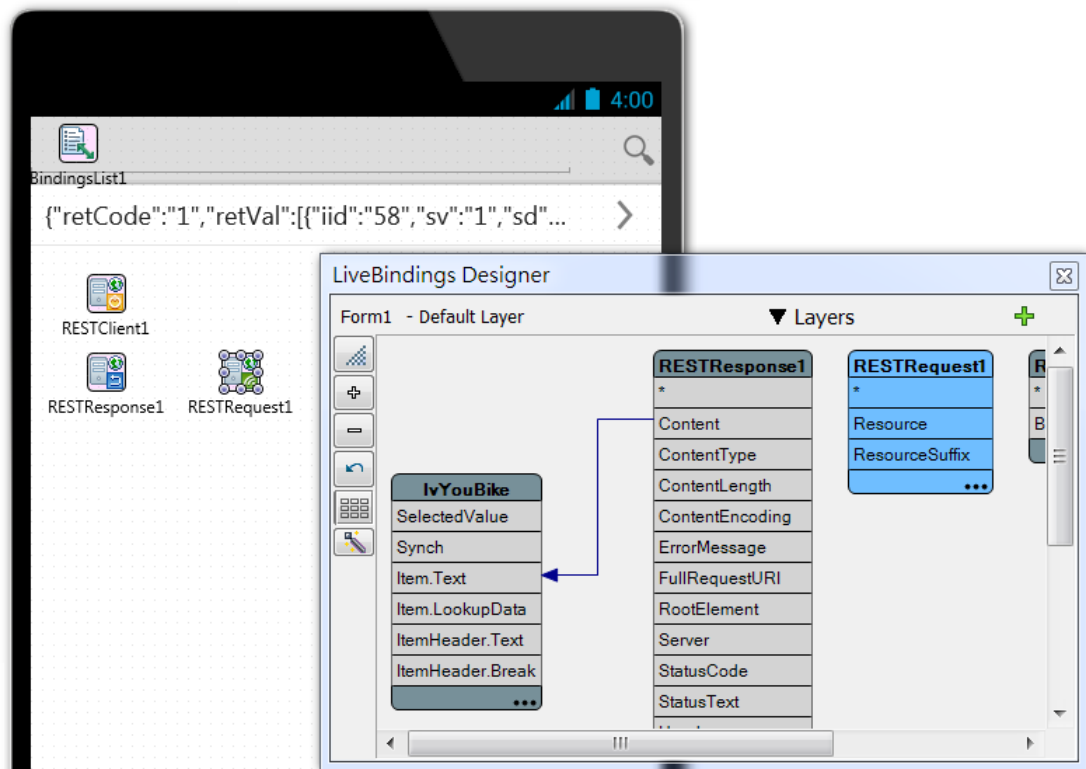 4:00
BindingsList1
{"retCode":"1","retVal":[{"iid":"58","sv":"1","sd"...
RESTClient1
RESTResponse1
RESTRequest1
LiveBindings Designer
Form1 - Default Layer
Layers
lvYouBike
SelectedValue
Synch
Item.Text
Item.LookupData
ItemHeader.Text
ItemHeader.Break
RESTResponse1
*
Content
ContentType
ContentLength
ContentEncoding
ErrorMessage
FullRequestURI
RootElement
Server
StatusCode
StatusText
RESTRequest1
*
Resource
ResourceSuffix
R
*
B